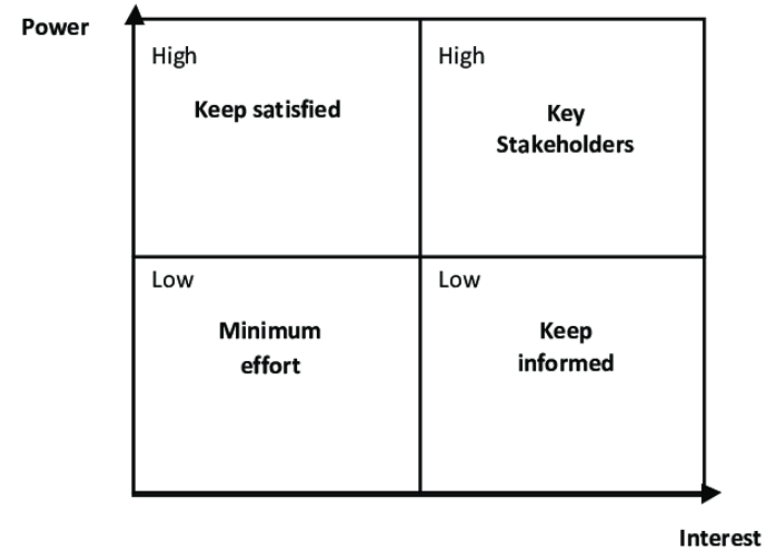 Power
High
Keep satisfied
High
Key
Stakeholders
Low
Minimum
effort
Low
Keep
informed
Interest